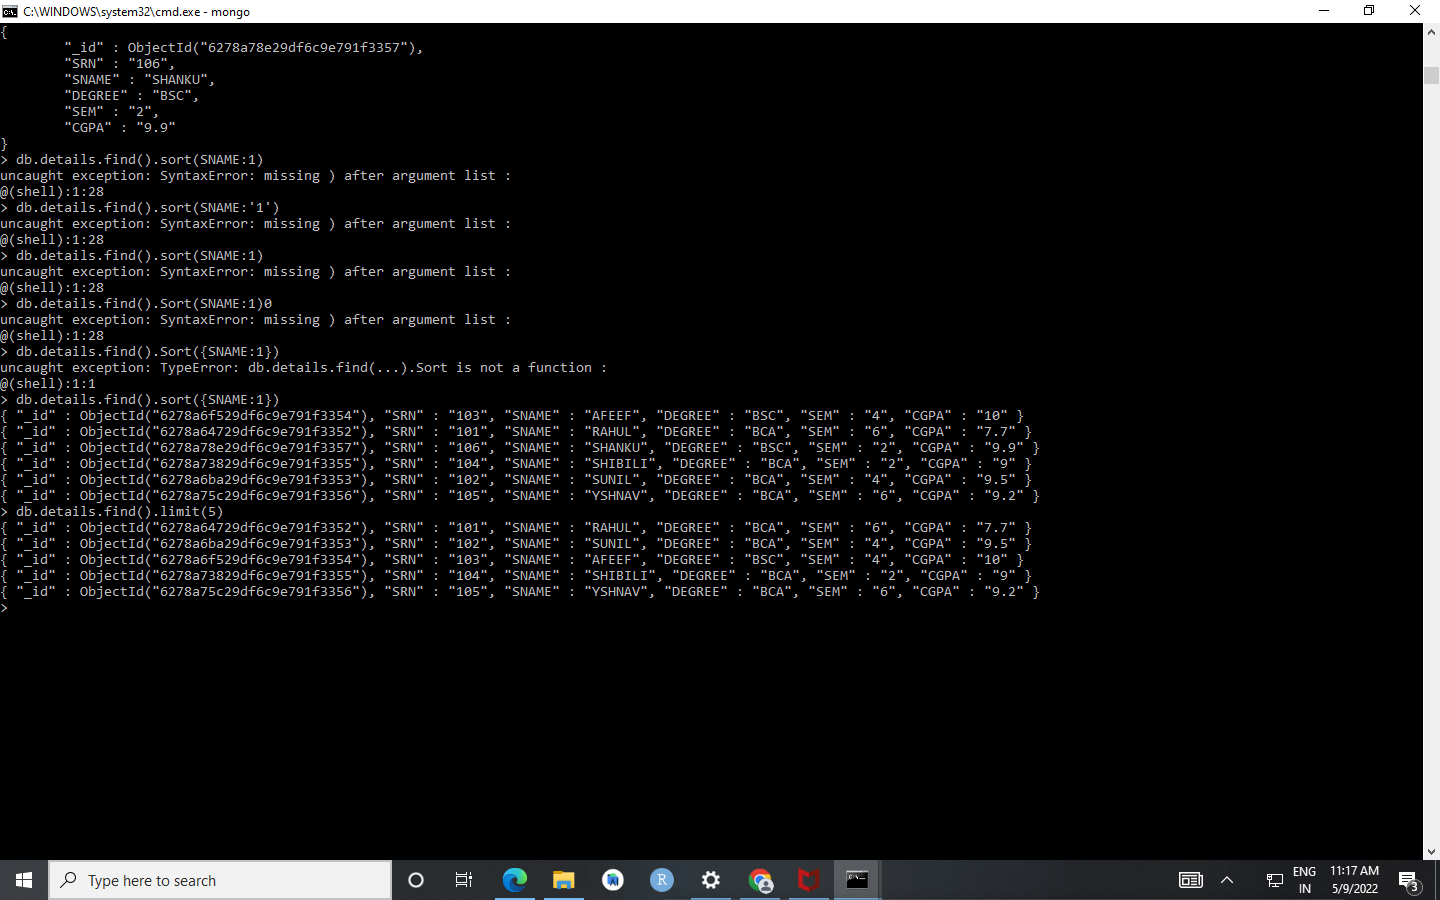 C:\WINDOWS\system32\cmd.exe - mongo
{
"_id" : ObjectId("6278a78e29df6c9e791f3357"),
"SRN" : "106",
"SNAME" : "SHANKU",
"DEGREE" : "BSC",
"SEM" : "2",
"CGPA" : "9.9"
}
> db.details.find().sort(SNAME:1)
uncaught exception: SyntaxError: missing ) after argument list :
@(shell):1:28
> db.details.find().sort(SNAME:'1')
uncaught exception: SyntaxError: missing ) after argument list :
@(shell):1:28
> db.details.find().sort(SNAME:1)
uncaught exception: SyntaxError: missing ) after argument list :
@(shell):1:28
> db.details.find().Sort(SNAME:1)0
uncaught exception: SyntaxError: missing ) after argument list :
@(shell):1:28
> db.details.find().Sort({SNAME:1})
uncaught exception: TypeError: db.details.find(...).Sort is not a function :
@(shell):1:1
> db.details.find().sort({SNAME:1})
{ "_id" : ObjectId("6278a6f529df6c9e791f3354"), "SRN" : "103", "SNAME" : "AFEEF", "DEGREE" : "BSC", "SEM" : "4", "CGPA" : "10" }
{ "_id" : ObjectId("6278a64729df6c9e791f3352"), "SRN" : "101", "SNAME" : "RAHUL", "DEGREE" : "BCA", "SEM" : "6", "CGPA" : "7.7" }
{ "_id" : ObjectId("6278a78e29df6c9e791f3357"), "SRN" : "106", "SNAME" : "SHANKU", "DEGREE" : "BSC", "SEM" : "2", "CGPA" : "9.9" }
{ "_id" : ObjectId("6278a73829df6c9e791f3355"), "SRN" : "104", "SNAME" : "SHIBILI", "DEGREE" : "BCA", "SEM" : "2", "CGPA" : "9" }
{ "_id" : ObjectId("6278a6ba29df6c9e791f3353"), "SRN" : "102", "SNAME" : "SUNIL", "DEGREE" : "BCA", "SEM" : "4", "CGPA" : "9.5" }
{ "_id" : ObjectId("6278a75c29df6c9e791f3356"), "SRN" : "105", "SNAME" : "YSHNAV", "DEGREE" : "BCA", "SEM" : "6", "CGPA" : "9.2" }
> db.details.find().limit(5)
{ "_id" : ObjectId("6278a64729df6c9e791f3352"), "SRN" : "101", "SNAME" : "RAHUL", "DEGREE" : "BCA", "SEM" : "6", "CGPA" : "7.7" }
{ "_id" : ObjectId("6278a6ba29df6c9e791f3353"), "SRN" : "102", "SNAME" : "SUNIL", "DEGREE" : "BCA", "SEM" : "4", "CGPA" : "9.5" }
{ "_id" : ObjectId("6278a6f529df6c9e791f3354"), "SRN" : "103", "SNAME" : "AFEEF", "DEGREE" : "BSC", "SEM" : "4", "CGPA" : "10" }
{ "_id" : ObjectId("6278a73829df6c9e791f3355"), "SRN" : "104", "SNAME" : "SHIBILI", "DEGREE" : "BCA", "SEM" : "2", "CGPA" : "9" }
{ "_id" : ObjectId("6278a75c29df6c9e791f3356"), "SRN" : "105", "SNAME" : "YSHNAV", "DEGREE" : "BCA", "SEM" : "6", "CGPA" : "9.2" }
>
Type here to search
R
ENG
IN
11:17 AM
5/9/2022
3